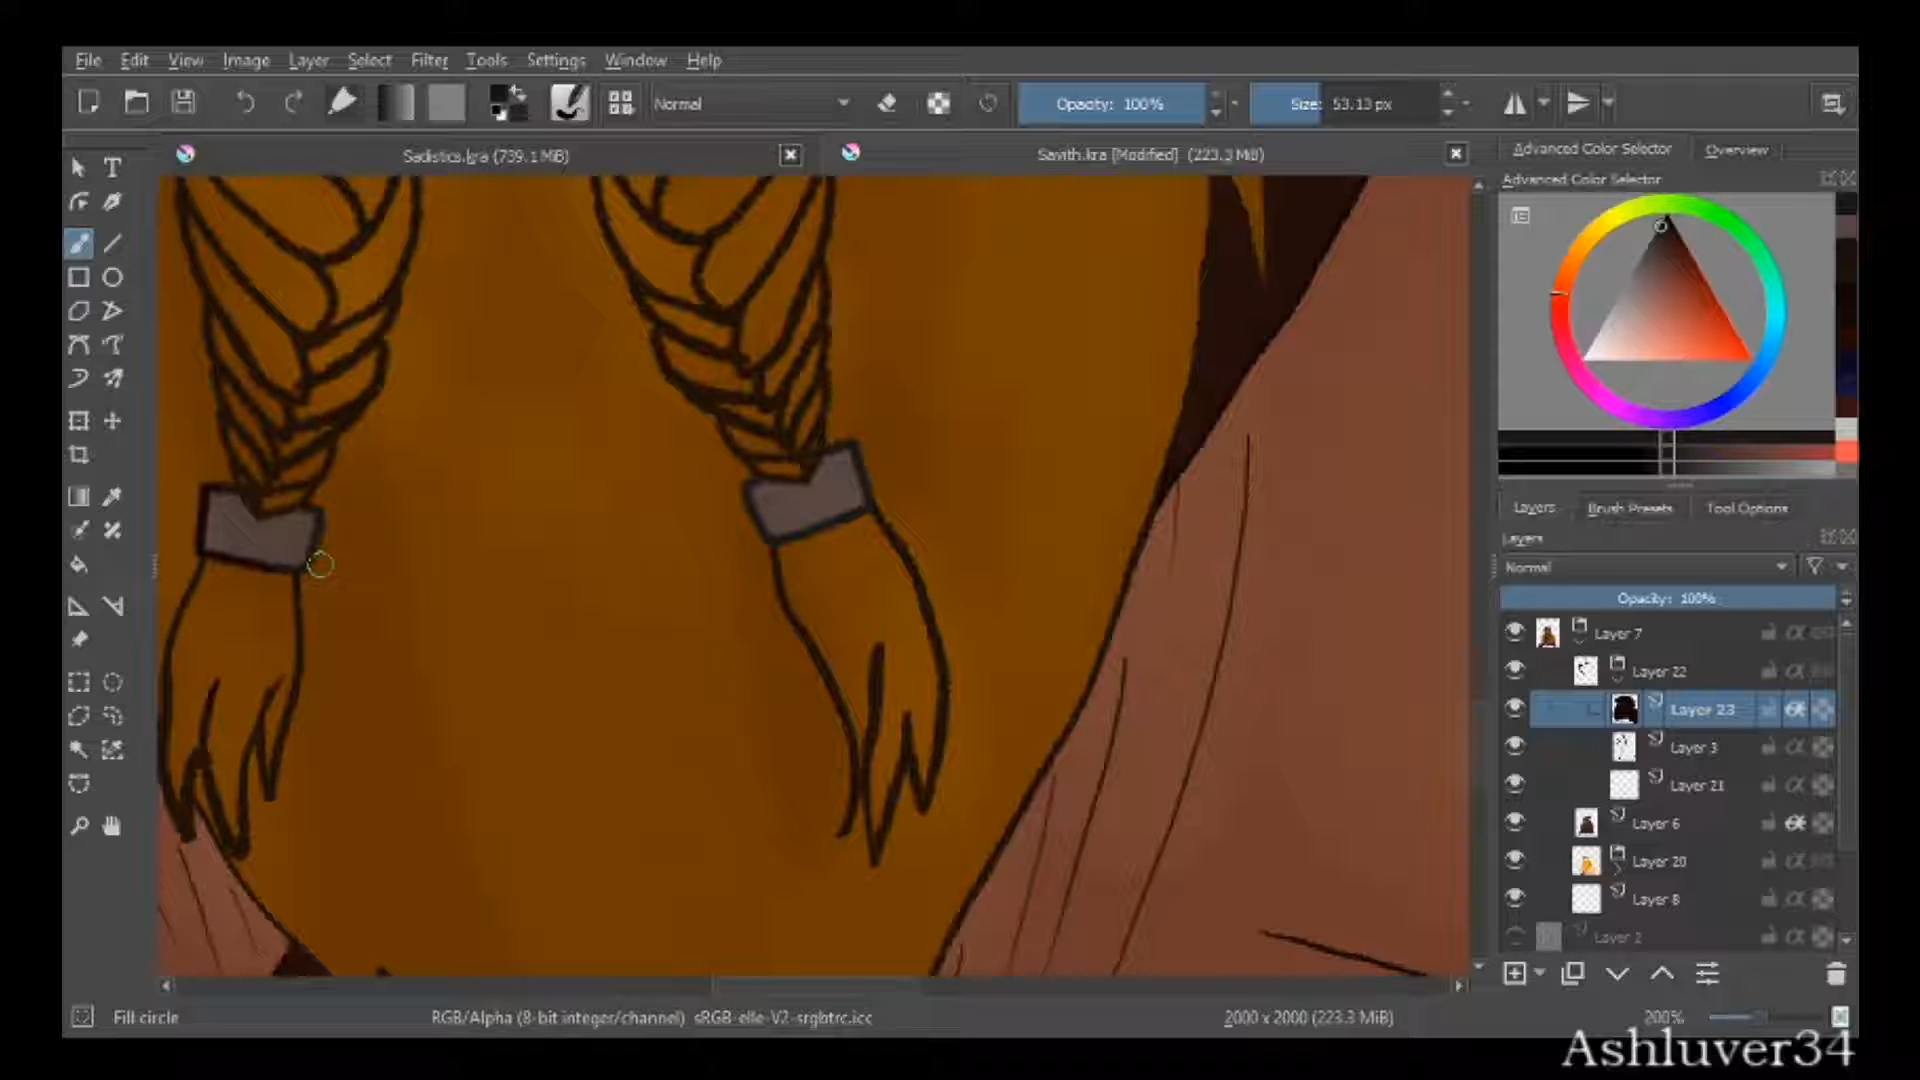 File Edit View Image Layer Select Filter Tools Settings Window Help
Normal Opacity: 100% Size: 53.13 px
Sadistics.kra (739.1 MiB) Savith.kra [Modified] (223.3 MiB) Advanced Color Selector Overview
Advanced Color Selector
Layers Brush Presets Tool Options
Layers
Normal
Opacity: 100%
Layer 7
Layer 22
Layer 23
Layer 3
Layer 21
Layer 6
Layer 20
Layer 8
Layer 2
Fill circle RGB/Alpha (8-bit integer/channel) sRGB-elle-V2-srgbtrc.icc 2000 x 2000 (223.3 MiB) 200%
Ashluver34